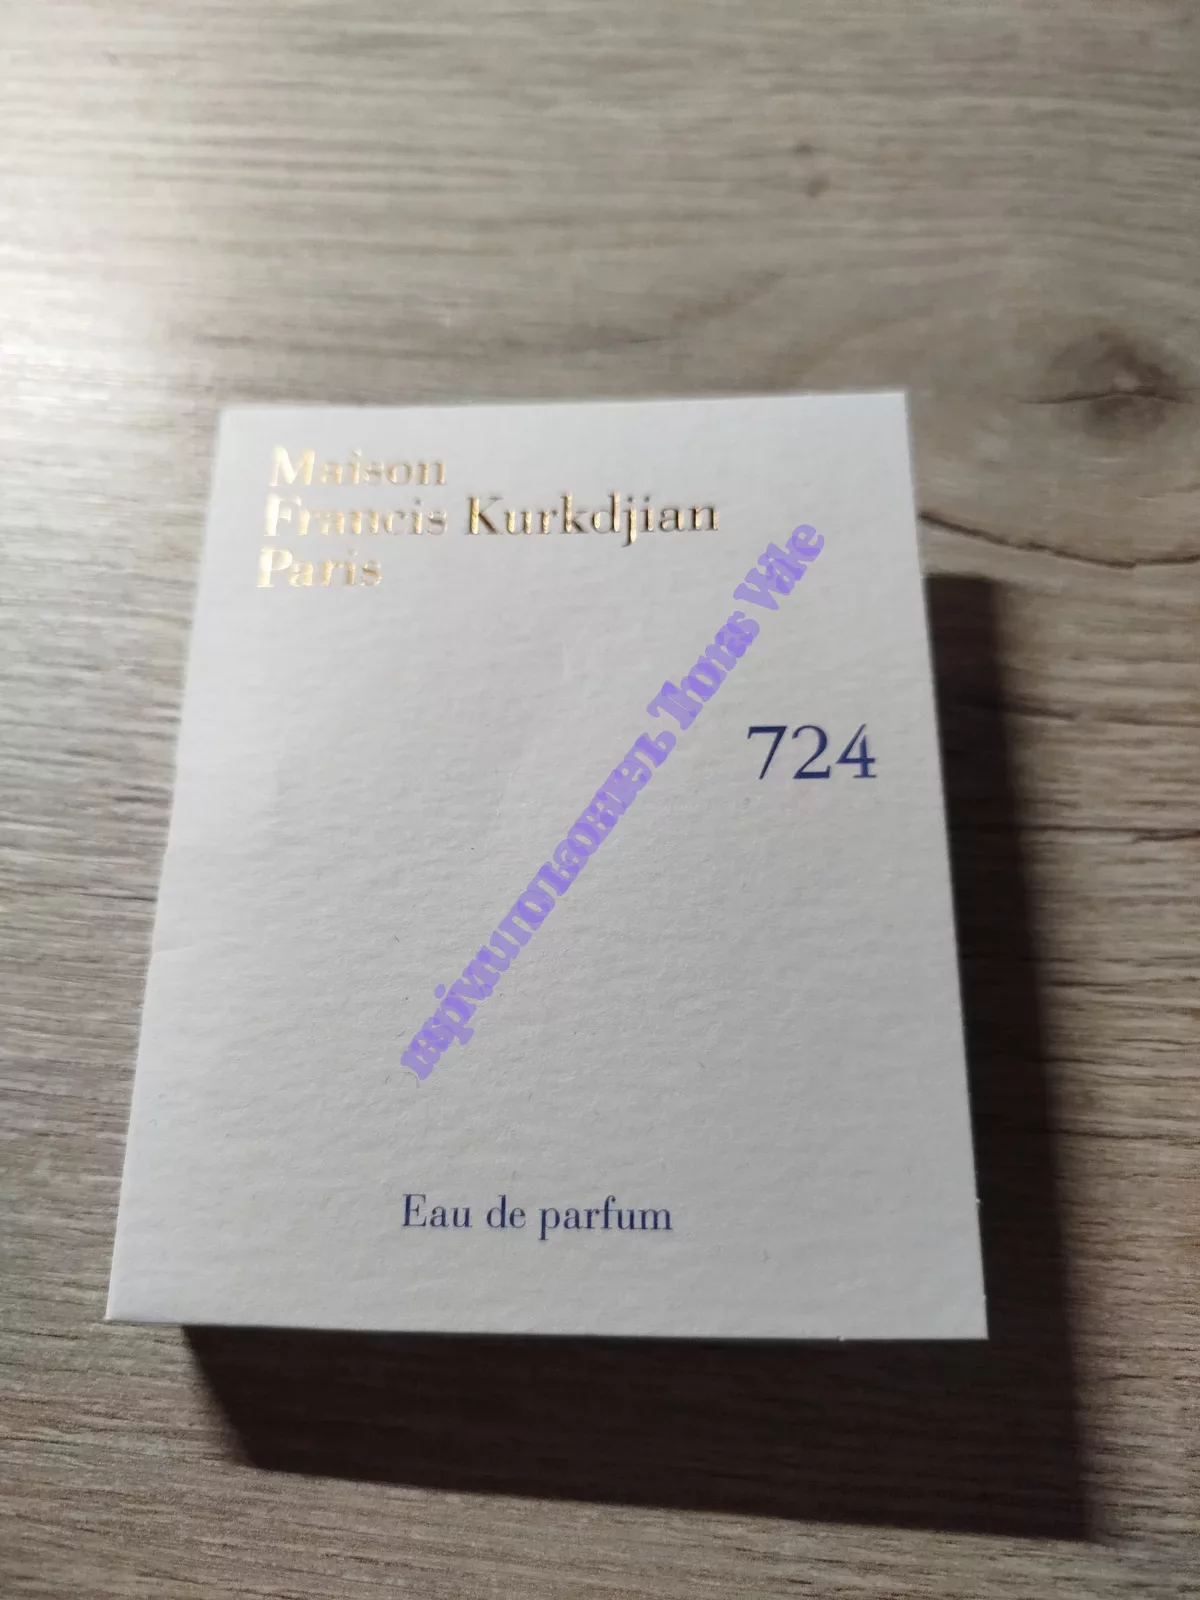 Maison
Francis Kurkdjian
Paris
724
Eau de parfum